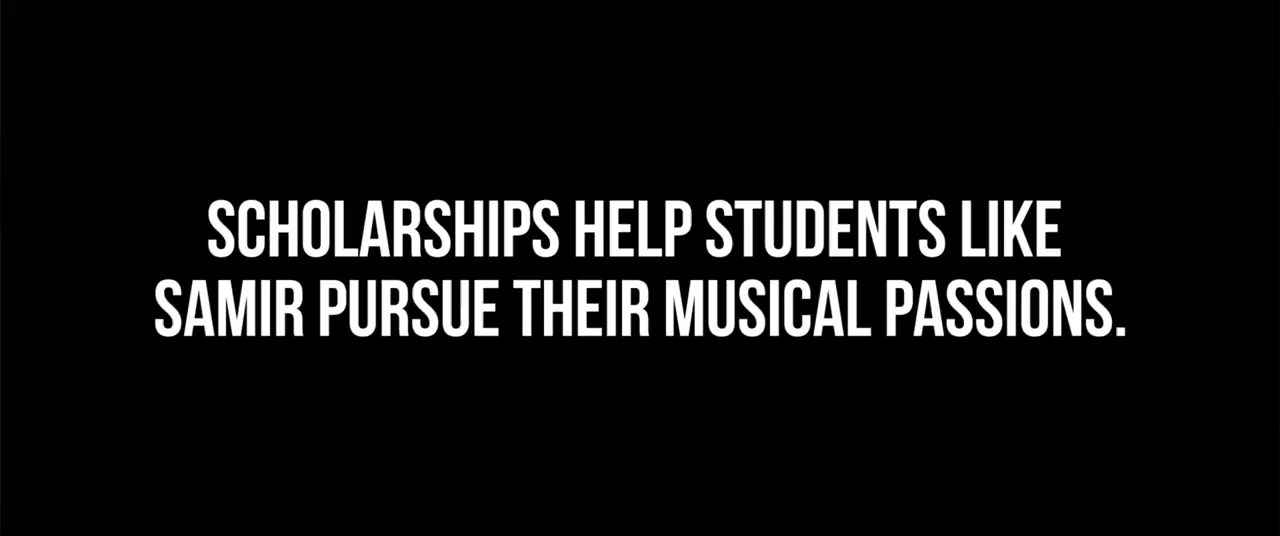 SCHOLARSHIPS HELP STUDENTS LIKE
SAMIR PURSUE THEIR MUSICAL PASSIONS.